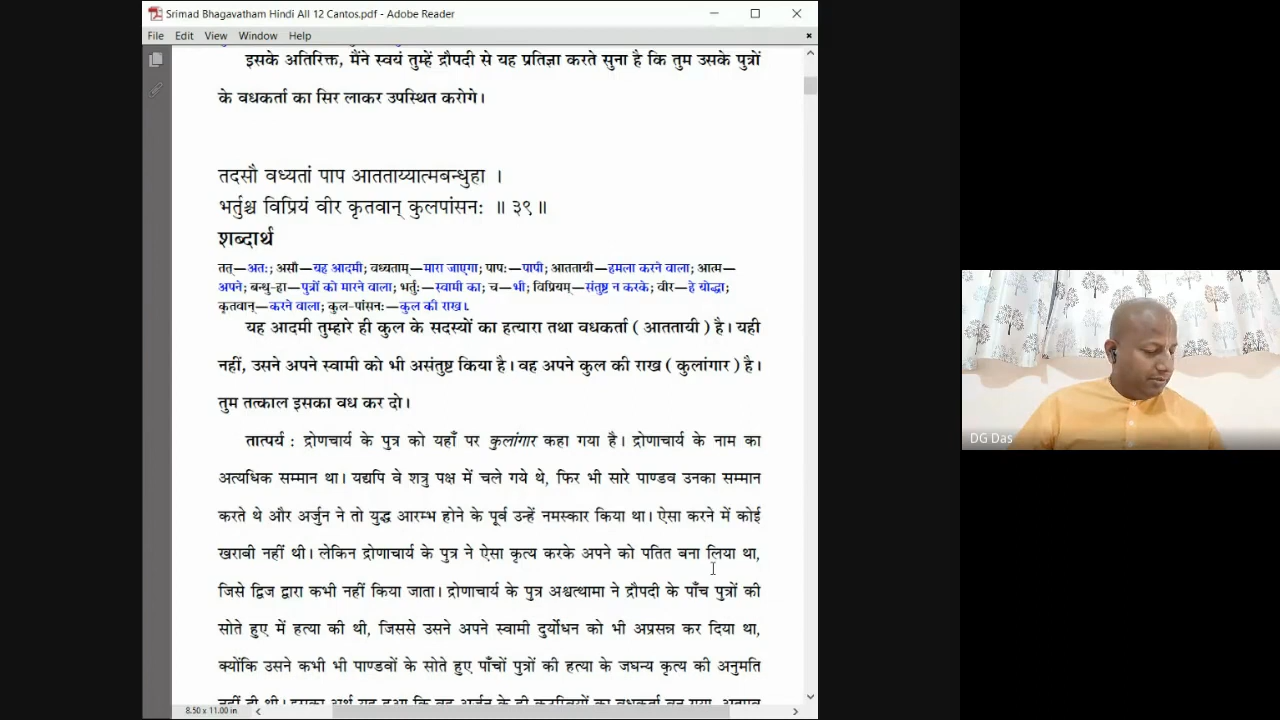 Srimad Bhagavatham Hindi All 12 Cantos.pdf - Adobe Reader
File Edit View Window Help
इसके अतिरिक्त, मैंने स्वयं तुम्हें द्रौपदी से यह प्रतिज्ञा करते सुना है कि तुम उसके पुत्रों
के वधकर्ता का सिर लाकर उपस्थित करोगे।
तदसौ वध्यतां पाप आतताय्यात्मबन्धुहा ।
भर्तुश्च विप्रियं वीर कृतवान् कुलपांसनः ॥ ३९॥
शब्दार्थ
तत्—अतः; असौ—यह आदमी; वध्यताम्—मारा जाएगा; पापः—पापी; आततायी—हमला करने वाला; आत्म—
अपने; बन्धु-हा—पुत्रों को मारने वाला; भर्तुः—स्वामी का; च—भी; विप्रियम्—संतुष्ट न करके; वीर—हे योद्धा;
कृतवान्—करने वाला; कुल-पांसनः—कुल की राख।
यह आदमी तुम्हारे ही कुल के सदस्यों का हत्यारा तथा वधकर्ता ( आततायी ) है। यही
नहीं, उसने अपने स्वामी को भी असंतुष्ट किया है। वह अपने कुल की राख ( कुलांगार ) है।
तुम तत्काल इसका वध कर दो।
तात्पर्य : द्रोणचार्य के पुत्र को यहाँ पर कुलांगार कहा गया है। द्रोणाचार्य के नाम का
अत्यधिक सम्मान था। यद्यपि वे शत्रु पक्ष में चले गये थे, फिर भी सारे पाण्डव उनका सम्मान
करते थे और अर्जुन ने तो युद्ध आरम्भ होने के पूर्व उन्हें नमस्कार किया था। ऐसा करने में कोई
खराबी नहीं थी। लेकिन द्रोणाचार्य के पुत्र ने ऐसा कृत्य करके अपने को पतित बना लिया था,
जिसे द्विज द्वारा कभी नहीं किया जाता। द्रोणाचार्य के पुत्र अश्वत्थामा ने द्रौपदी के पाँच पुत्रों की
सोते हुए में हत्या की थी, जिससे उसने अपने स्वामी दुर्योधन को भी अप्रसन्न कर दिया था,
क्योंकि उसने कभी भी पाण्डवों के सोते हुए पाँचों पुत्रों की हत्या के जघन्य कृत्य की अनुमति
8.50 x 11.00 in
DG Das